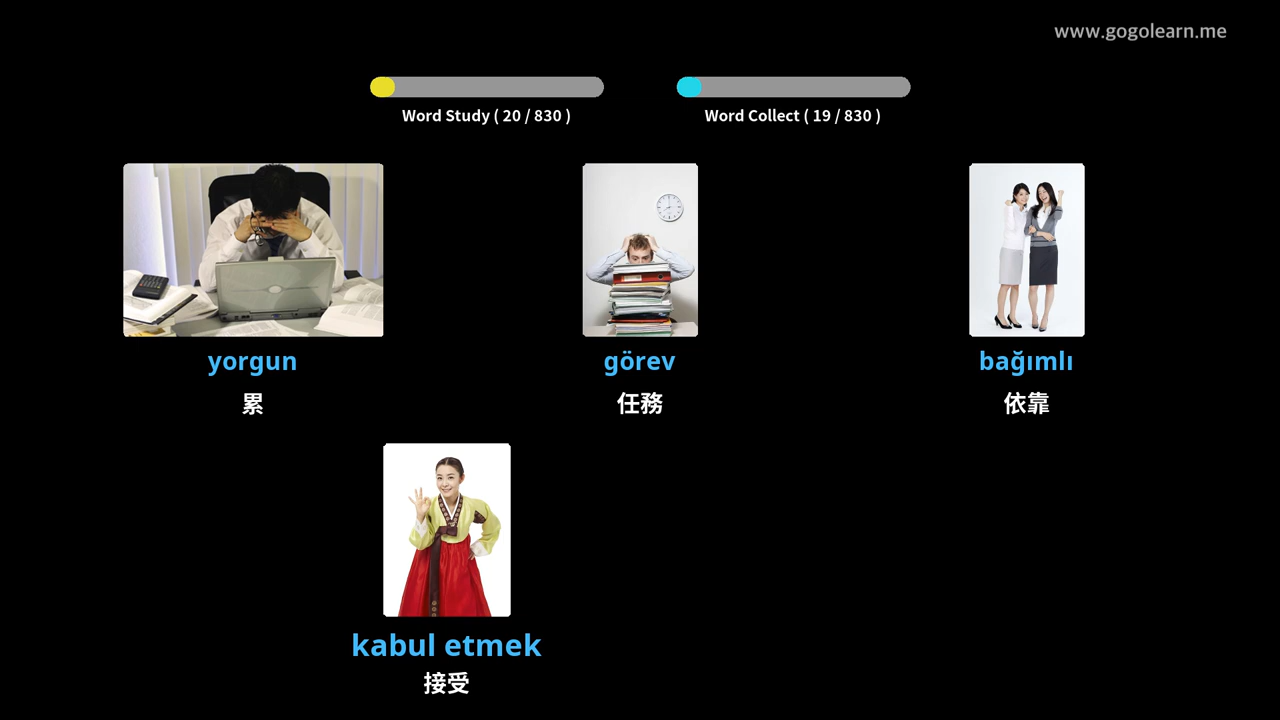 www.gogolearn.me
Word Study ( 20 / 830 )
Word Collect ( 19 / 830 )
yorgun
görev
bağımlı
累
任務
依靠
kabul etmek
接受